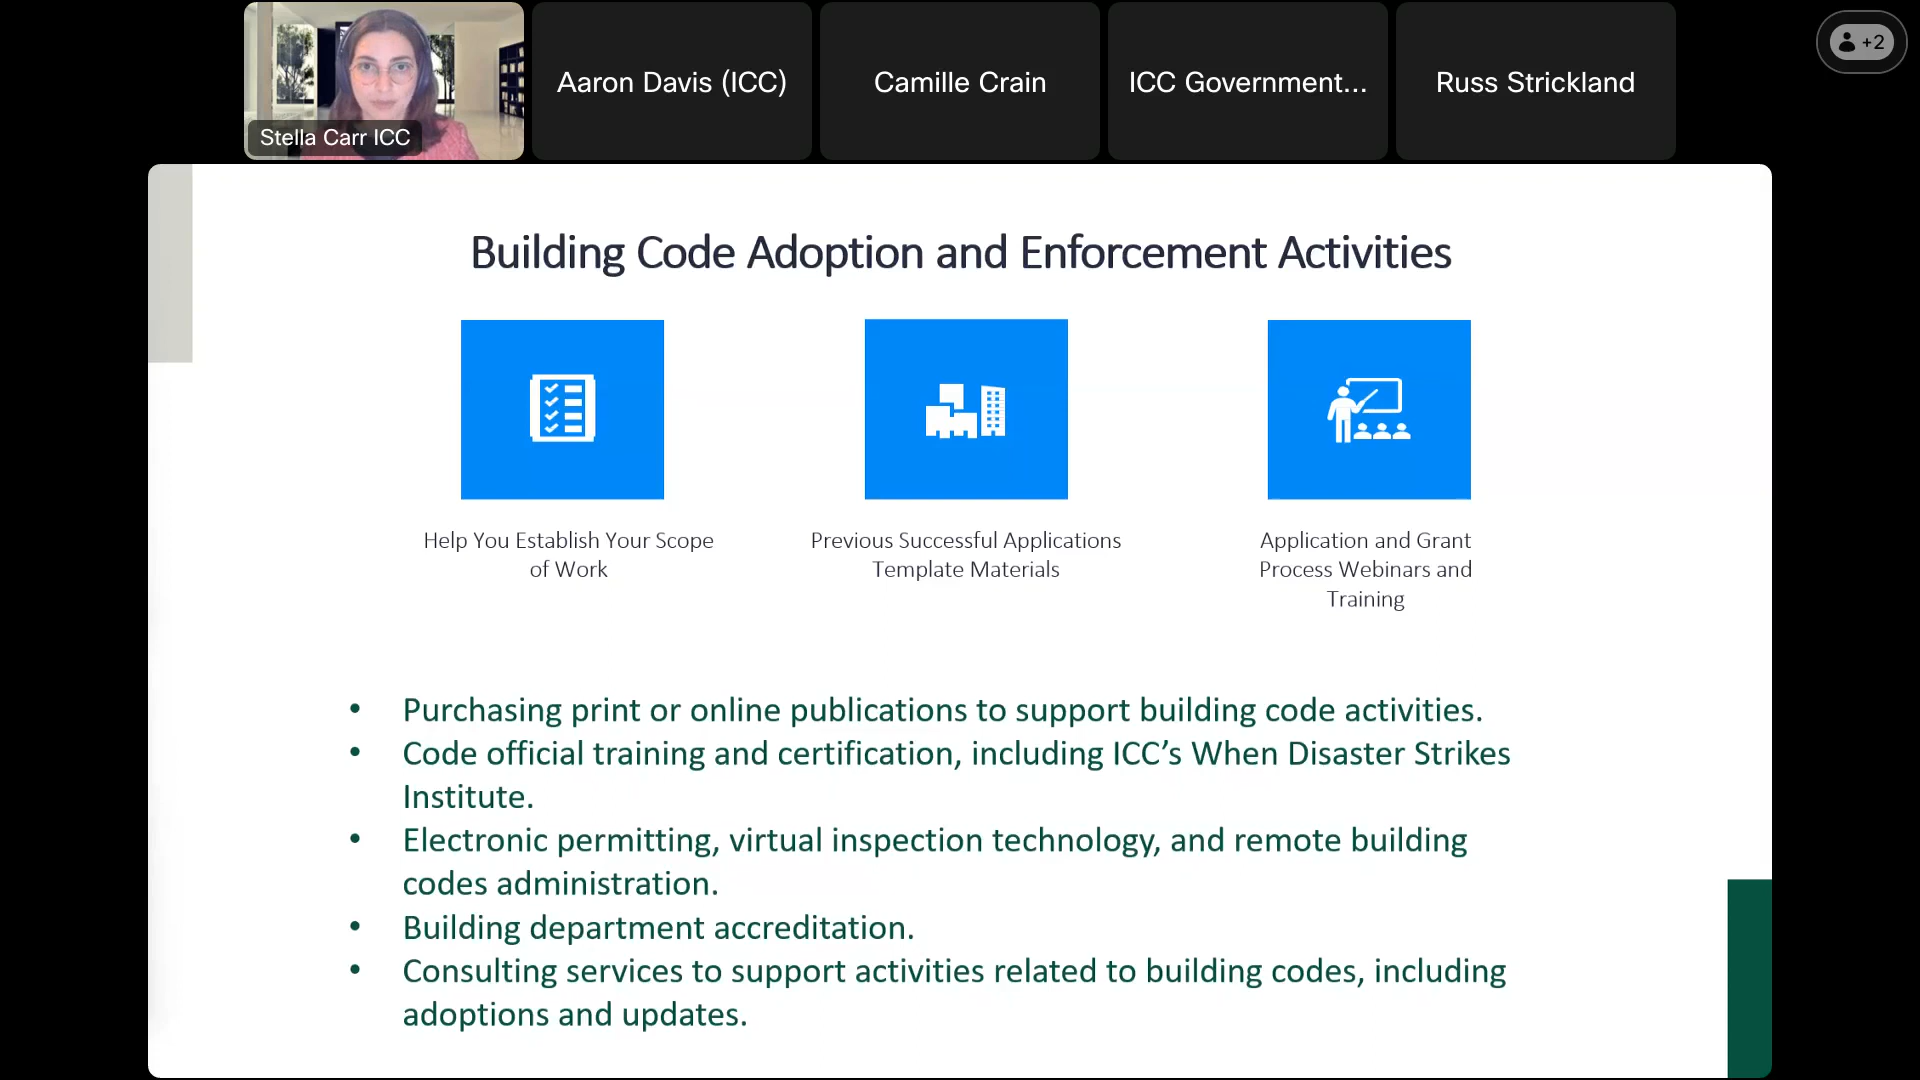 Stella Carr ICC
Aaron Davis (ICC)
Camille Crain
ICC Government...
Russ Strickland
+2
Building Code Adoption and Enforcement Activities
Help You Establish Your Scope
of Work
Previous Successful Applications
Template Materials
Application and Grant
Process Webinars and
Training
• Purchasing print or online publications to support building code activities.
• Code official training and certification, including ICC’s When Disaster Strikes
Institute.
• Electronic permitting, virtual inspection technology, and remote building
codes administration.
• Building department accreditation.
• Consulting services to support activities related to building codes, including
adoptions and updates.